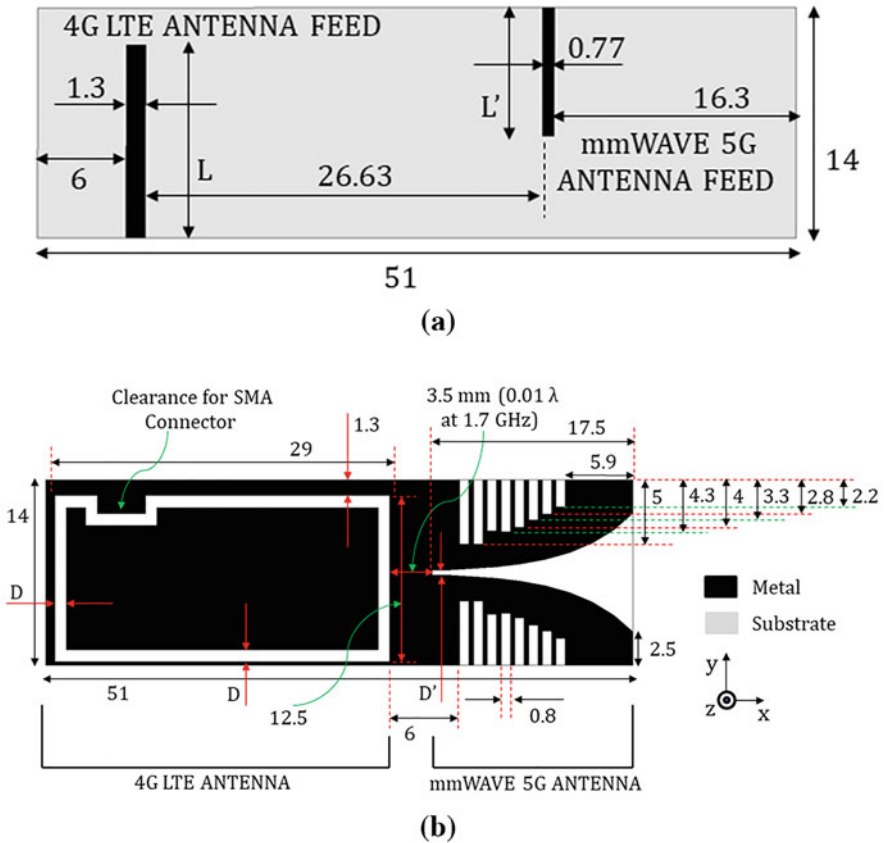 4G LTE ANTENNA FEED
0.77
1.3
L'
16.3
6
L
26.63
mmWAVE 5G
ANTENNA FEED
14
51
(a)
Clearance for SMA
Connector
3.5 mm (0.01 λ
at 1.7 GHz)
1.3
17.5
29
5.9
5
4.3
4
3.3
2.8
2.2
14
D
Metal
Substrate
2.5
y
z
x
51
D
12.5
D'
6
0.8
4G LTE ANTENNA
mmWAVE 5G ANTENNA
(b)